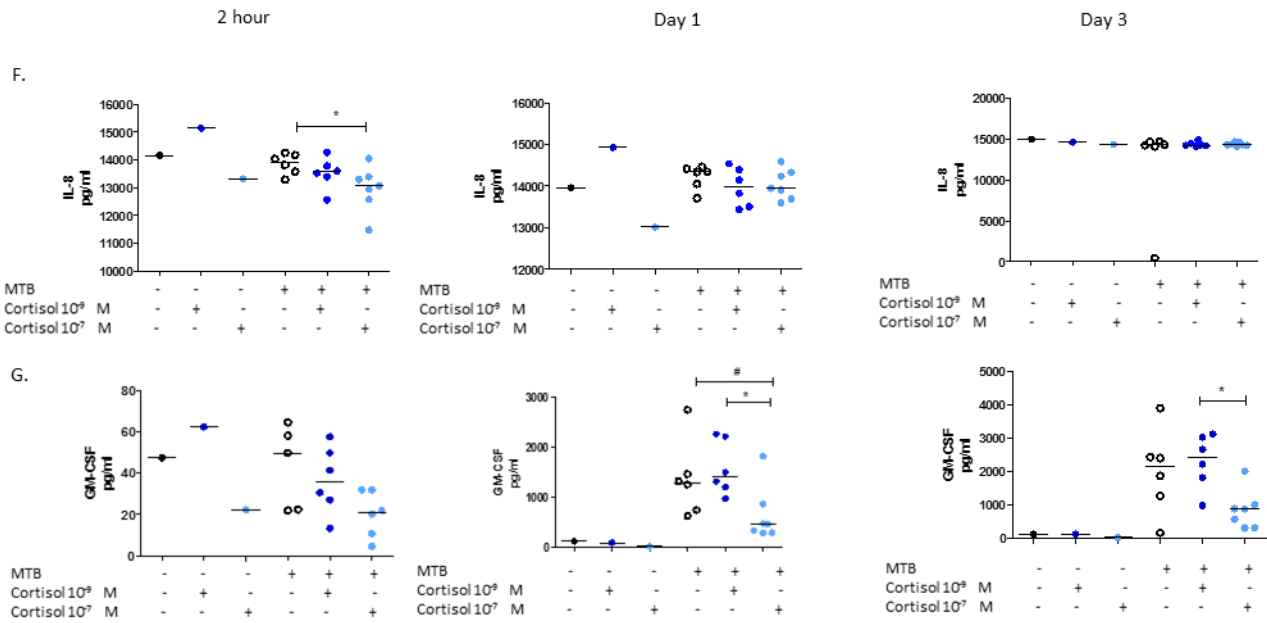 2 hour
Day 1
Day 3
F.
16000
15000
14000
13000
12000
11000
10000
IL-8
pg/ml
*
MTB - - - + + +
Cortisol 10⁻⁹ M - + - - + -
Cortisol 10⁻⁷ M - - + - - +
16000
15000
14000
13000
12000
IL-8
pg/ml
MTB - - - + + +
Cortisol 10⁻⁹ M - + - - + -
Cortisol 10⁻⁷ M - - + - - +
20000
15000
10000
5000
0
IL-8
pg/ml
MTB - - - + + +
Cortisol 10⁻⁹ M - + - - + -
Cortisol 10⁻⁷ M - - + - - +
G.
80
60
40
20
0
GM-CSF
pg/ml
MTB - - - + + +
Cortisol 10⁻⁹ M - + - - + -
Cortisol 10⁻⁷ M - - + - - +
3000
2000
1000
0
GM-CSF
pg/ml
#
*
MTB - - - + + +
Cortisol 10⁻⁹ M - + - - + -
Cortisol 10⁻⁷ M - - + - - +
5000
4000
3000
2000
1000
0
GM-CSF
pg/ml
*
MTB - - - + + +
Cortisol 10⁻⁹ M - + - - + -
Cortisol 10⁻⁷ M - - + - - +